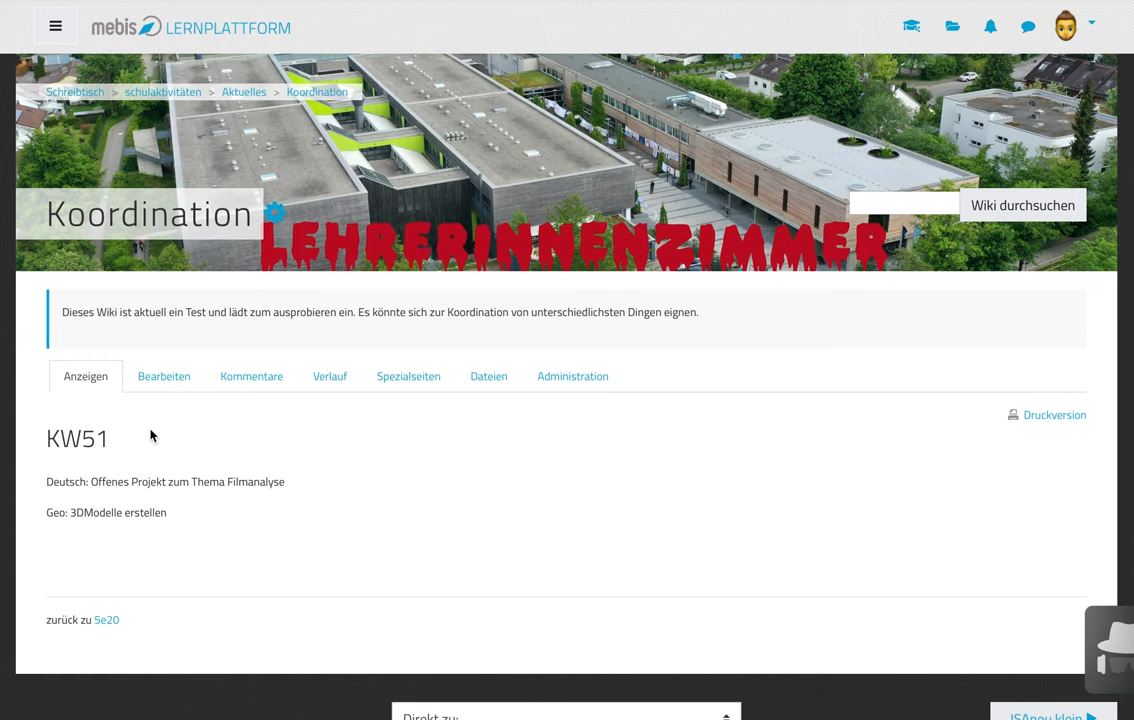 mebis LERNPLATTFORM
Schreibtisch > schulaktivitäten > Aktuelles > Koordination
Koordination
Wiki durchsuchen
LEHRERINNENZIMMER
Dieses Wiki ist aktuell ein Test und lädt zum ausprobieren ein. Es könnte sich zur Koordination von unterschiedlichsten Dingen eignen.
Anzeigen Bearbeiten Kommentare Verlauf Spezialseiten Dateien Administration
Druckversion
KW51
Deutsch: Offenes Projekt zum Thema Filmanalyse
Geo: 3DModelle erstellen
zurück zu 5e20
Direkt zu:
ISAneu klein